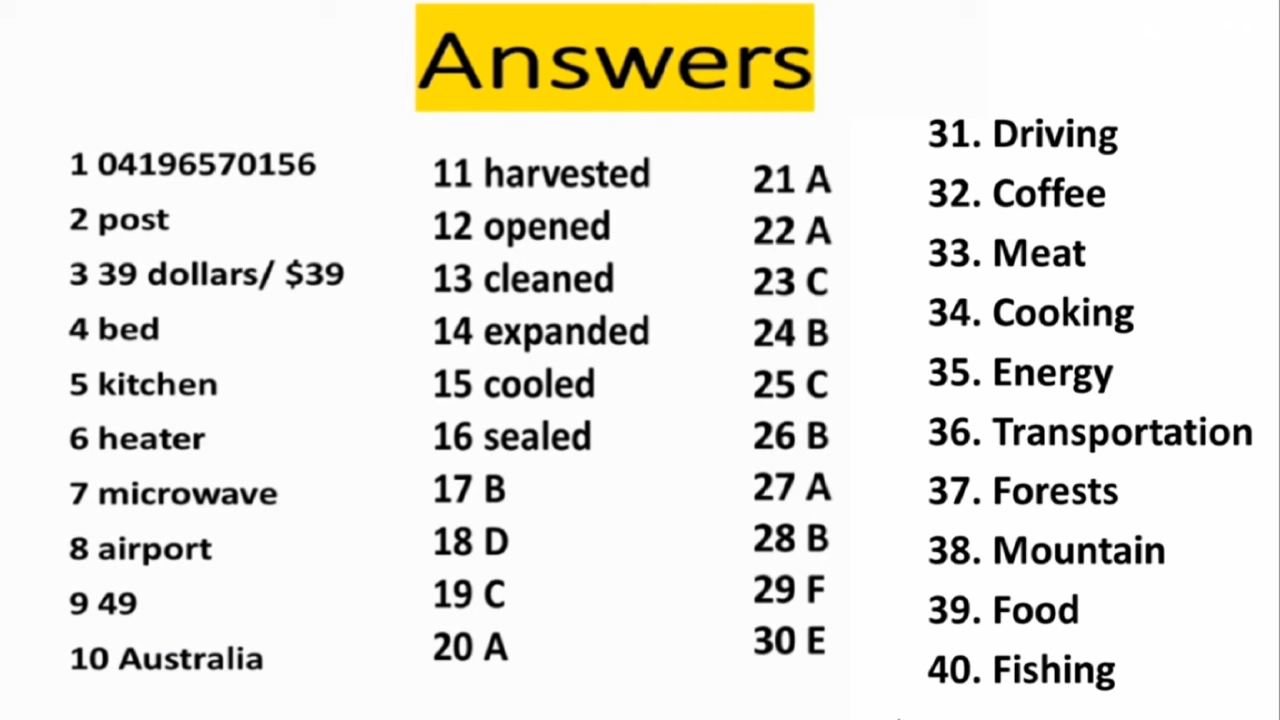 Answers
1 04196570156
2 post
3 39 dollars/ $39
4 bed
5 kitchen
6 heater
7 microwave
8 airport
9 49
10 Australia
11 harvested
12 opened
13 cleaned
14 expanded
15 cooled
16 sealed
17 B
18 D
19 C
20 A
21 A
22 A
23 C
24 B
25 C
26 B
27 A
28 B
29 F
30 E
31. Driving
32. Coffee
33. Meat
34. Cooking
35. Energy
36. Transportation
37. Forests
38. Mountain
39. Food
40. Fishing